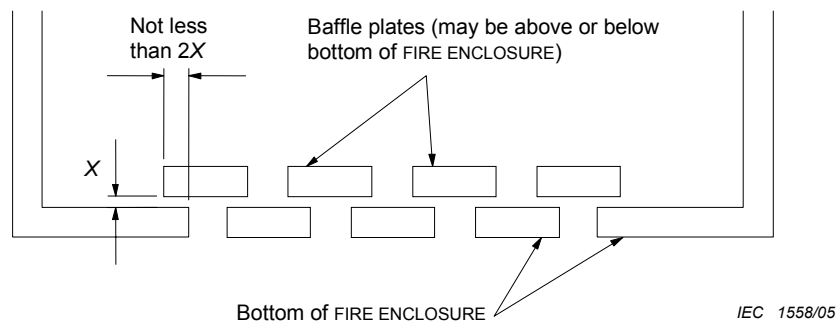 Not less
than 2X
Baffle plates (may be above or below
bottom of FIRE ENCLOSURE)
X
Bottom of FIRE ENCLOSURE
IEC 1558/05